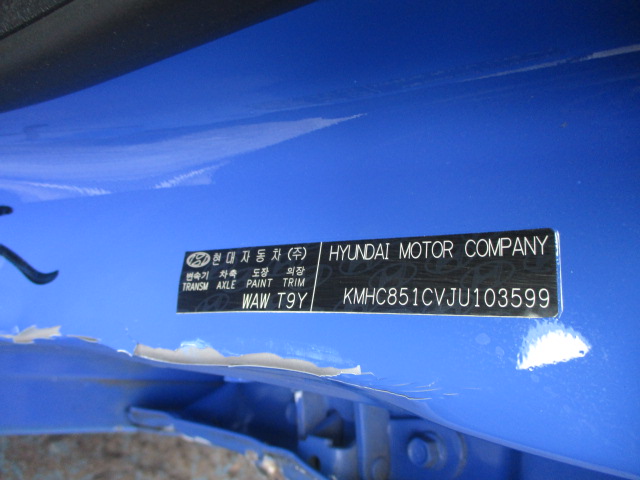 현대자동차(주)
변속기 차축 도장 의장
TRANSM AXLE PAINT TRIM
WAW T9Y
HYUNDAI MOTOR COMPANY
KMHC851CVJU103599